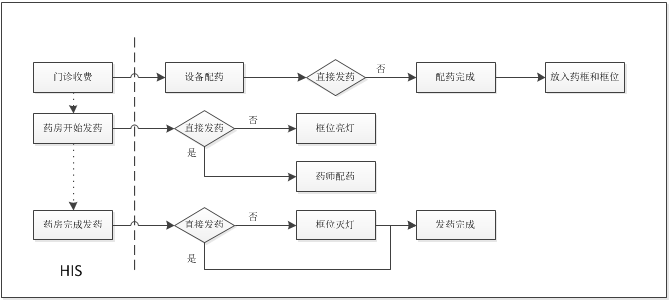 门诊收费
设备配药
直接发药
否
配药完成
放入药框和框位
药房开始发药
直接发药
否
框位亮灯
是
药师配药
药房完成发药
直接发药
否
框位灭灯
发药完成
是
HIS